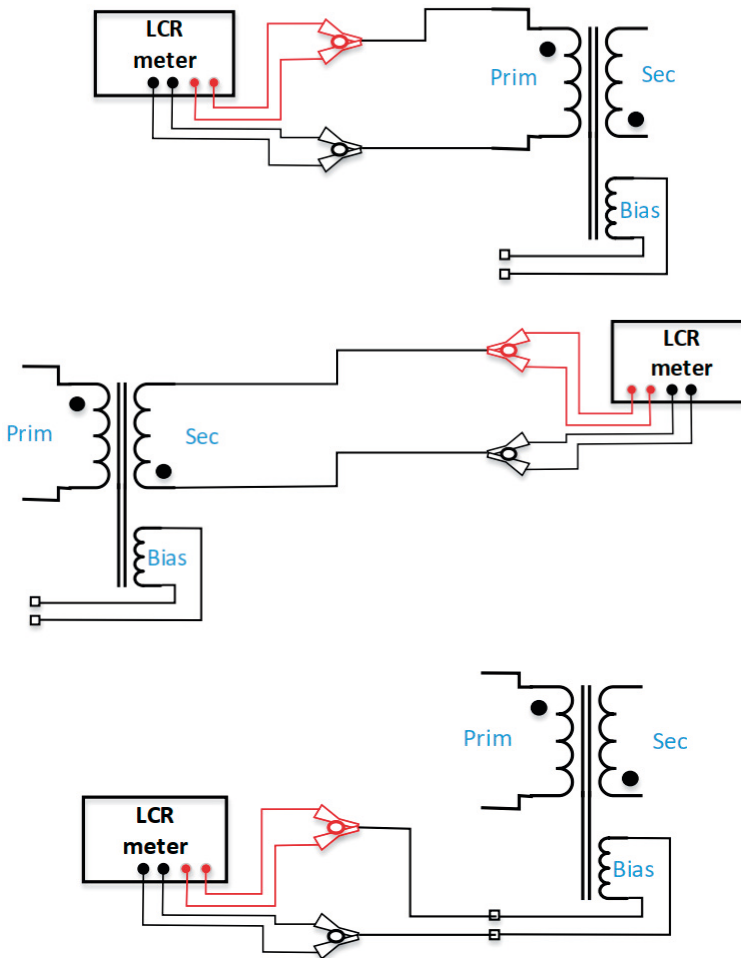 LCR
meter
Prim
Sec
Bias
LCR
meter
Prim
Sec
Bias
Prim
Sec
LCR
meter
Bias